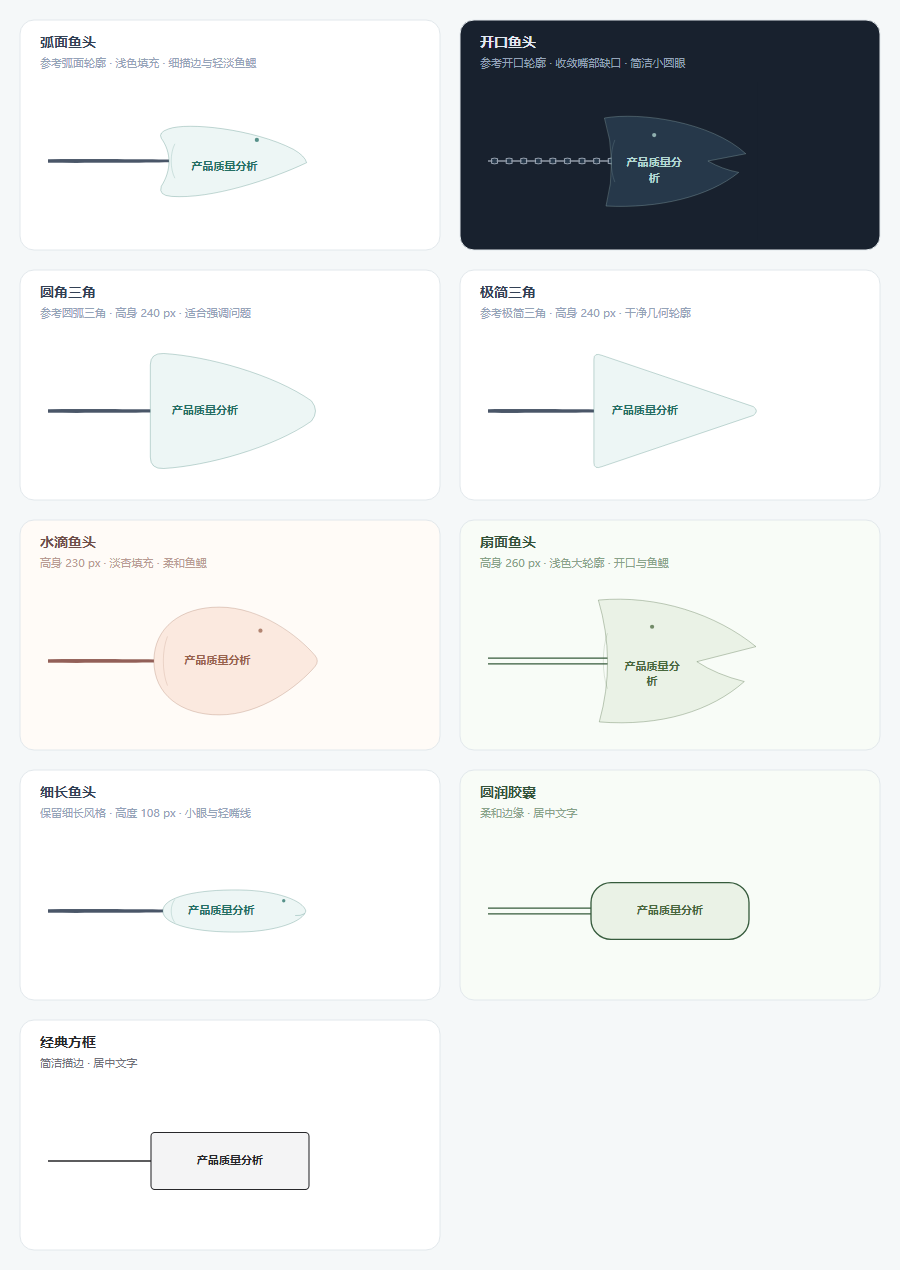 弧面鱼头
参考弧面轮廓 · 浅色填充 · 细描边与轻淡鱼鳃
产品质量分析
开口鱼头
参考开口轮廓 · 收敛嘴部缺口 · 简洁小圆眼
产品质量分
析
圆角三角
参考圆弧三角 · 高身 240 px · 适合强调问题
产品质量分析
极简三角
参考极简三角 · 高身 240 px · 干净几何轮廓
产品质量分析
水滴鱼头
高身 230 px · 淡杏填充 · 柔和鱼鳃
产品质量分析
扇面鱼头
高身 260 px · 浅色大轮廓 · 开口与鱼鳃
产品质量分
析
细长鱼头
保留细长风格 · 高度 108 px · 小眼与轻嘴线
产品质量分析
圆润胶囊
柔和边缘 · 居中文字
产品质量分析
经典方框
简洁描边 · 居中文字
产品质量分析